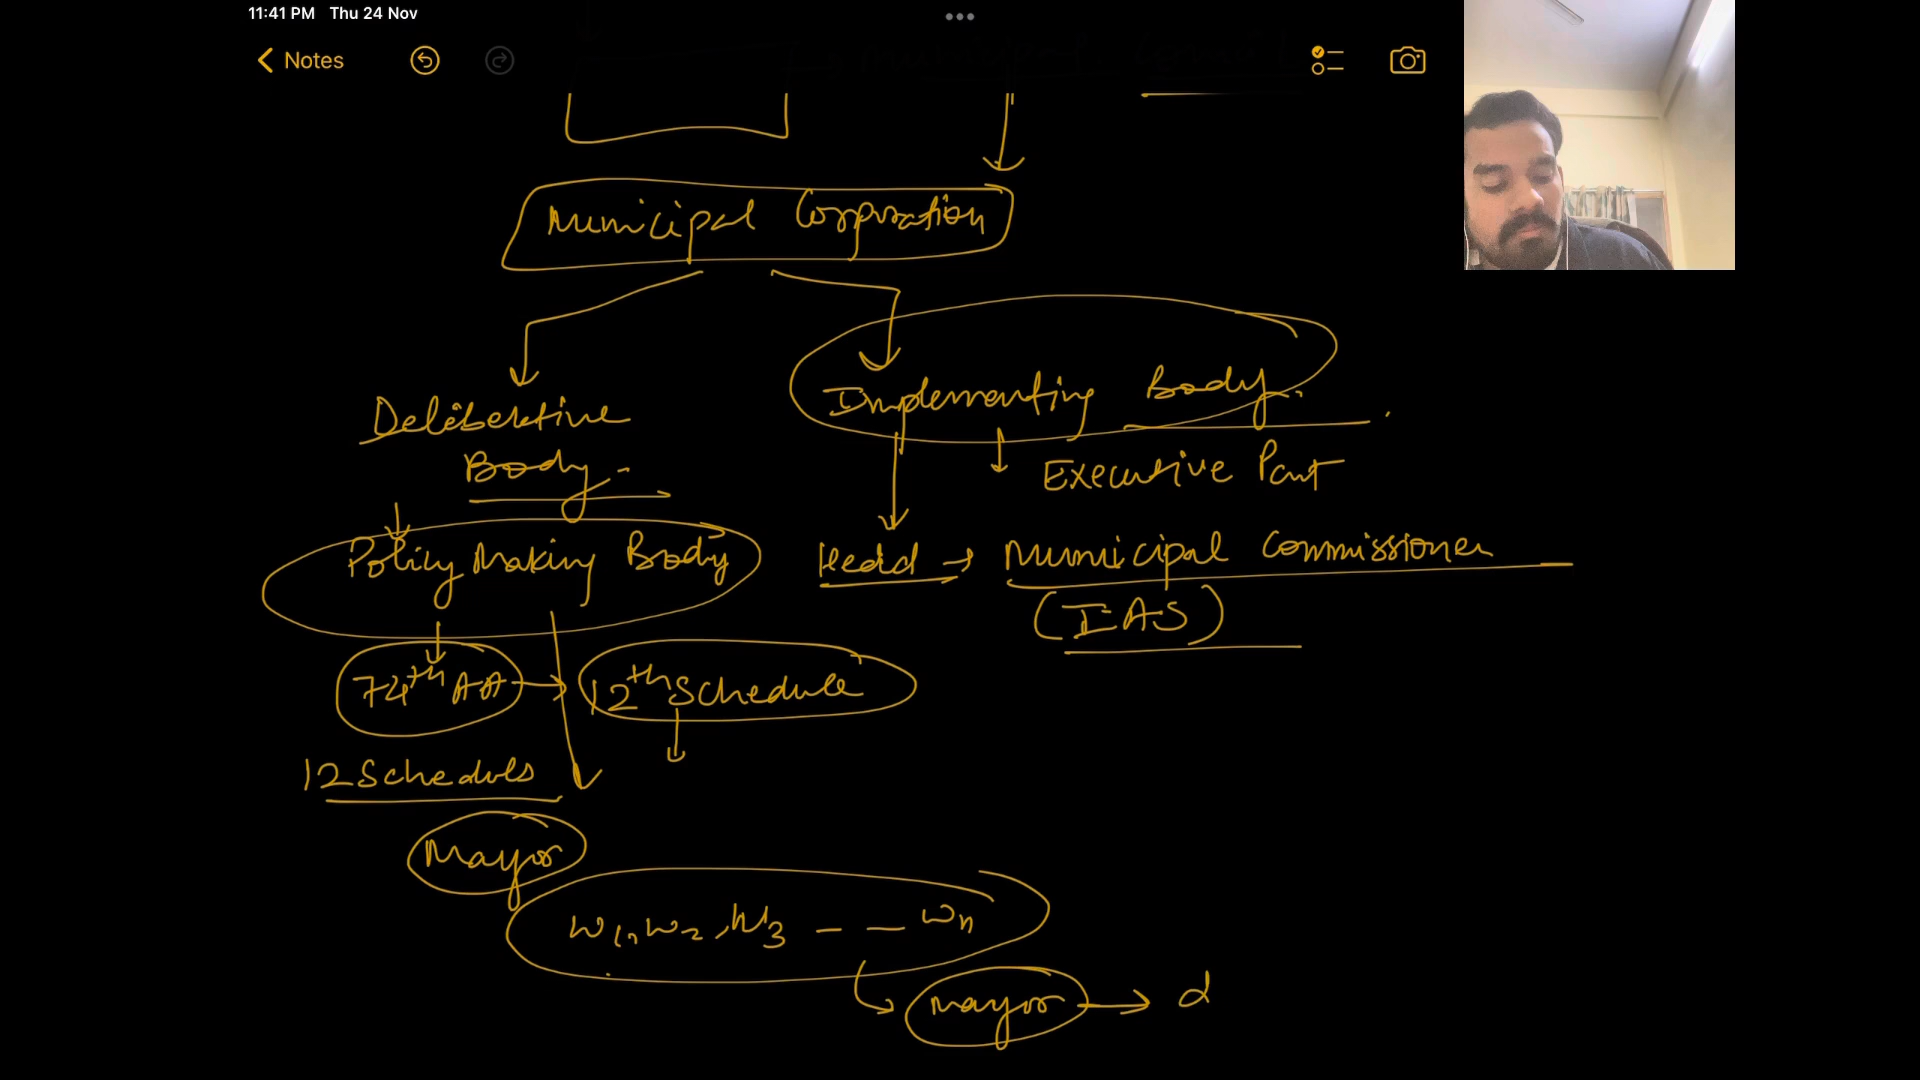 11:41 PM Thu 24 Nov
Notes
Municipal Corporation
Deliberative
Body
Implementing Body
Executive Part
Policy Making Body
Head → Municipal Commissioner
(IAS)
74th AA → 12th Schedule
12 Schedules
Mayor
W1, W2, W3 - - Wn
Mayor → d